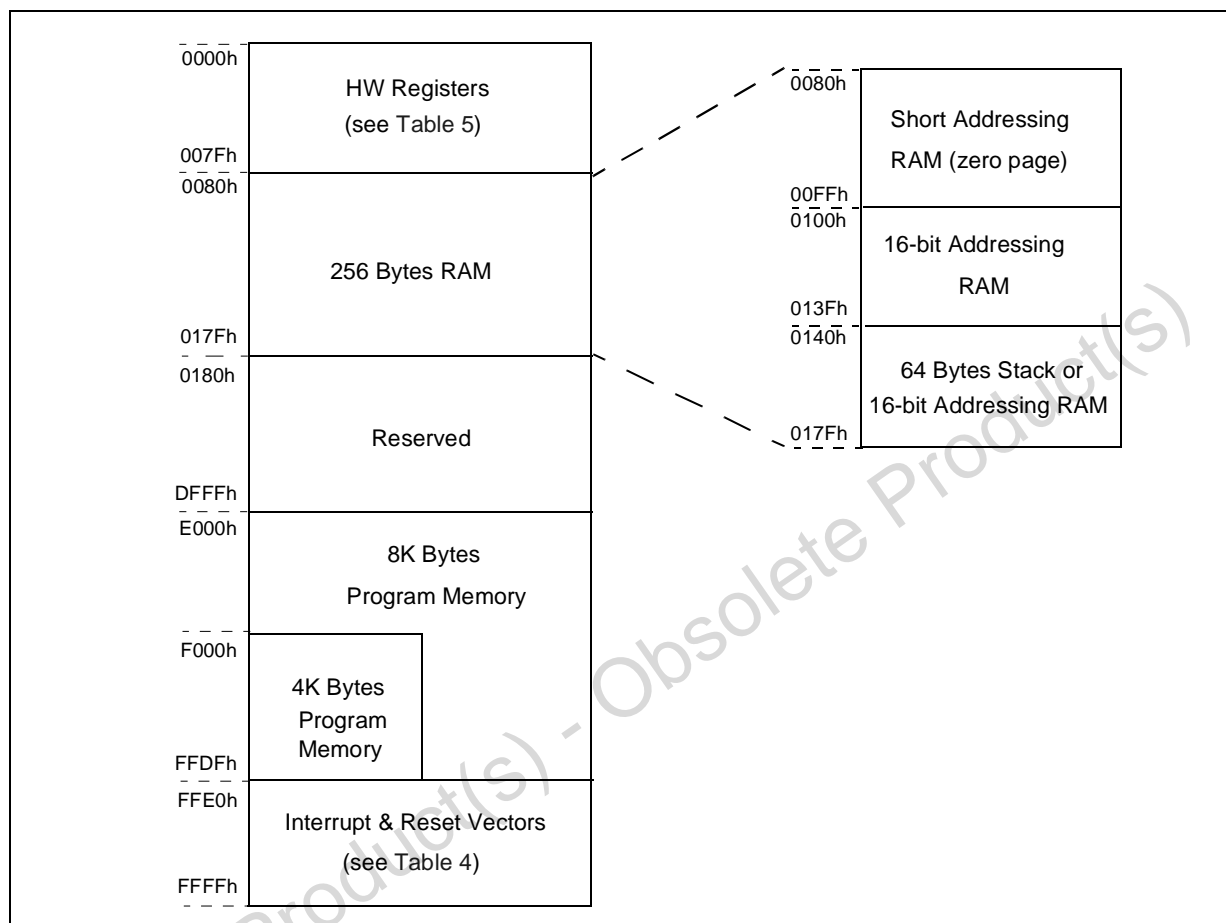 0000h
HW Registers
(see Table 5)
007Fh
0080h
256 Bytes RAM
017Fh
0180h
Reserved
DFFFh
E000h
8K Bytes
Program Memory
F000h
4K Bytes
Program
Memory
FFDFh
FFE0h
Interrupt & Reset Vectors
(see Table 4)
FFFFh
0080h
Short Addressing
RAM (zero page)
00FFh
0100h
16-bit Addressing
RAM
013Fh
0140h
64 Bytes Stack or
16-bit Addressing RAM
017Fh
Product(s) - Obsolete Product(s)